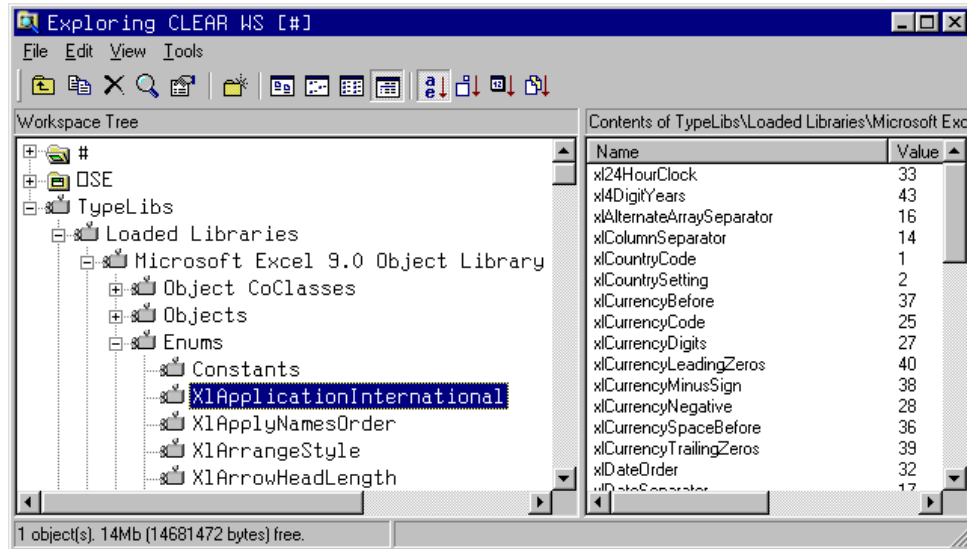 Exploring CLEAR WS [#]
File Edit View Tools
Workspace Tree
Contents of TypeLibs\Loaded Libraries\Microsoft Exc
#
⎕SE
TypeLibs
Loaded Libraries
Microsoft Excel 9.0 Object Library
Object CoClasses
Objects
Enums
Constants
XlApplicationInternational
XlApplyNamesOrder
XlArrangeStyle
XlArrowHeadLength
Name Value
xl24HourClock 33
xl4DigitYears 43
xlAlternateArraySeparator 16
xlColumnSeparator 14
xlCountryCode 1
xlCountrySetting 2
xlCurrencyBefore 37
xlCurrencyCode 25
xlCurrencyDigits 27
xlCurrencyLeadingZeros 40
xlCurrencyMinusSign 38
xlCurrencyNegative 28
xlCurrencySpaceBefore 36
xlCurrencyTrailingZeros 39
xlDateOrder 32
xlDateSeparator 17
1 object(s). 14Mb (14681472 bytes) free.